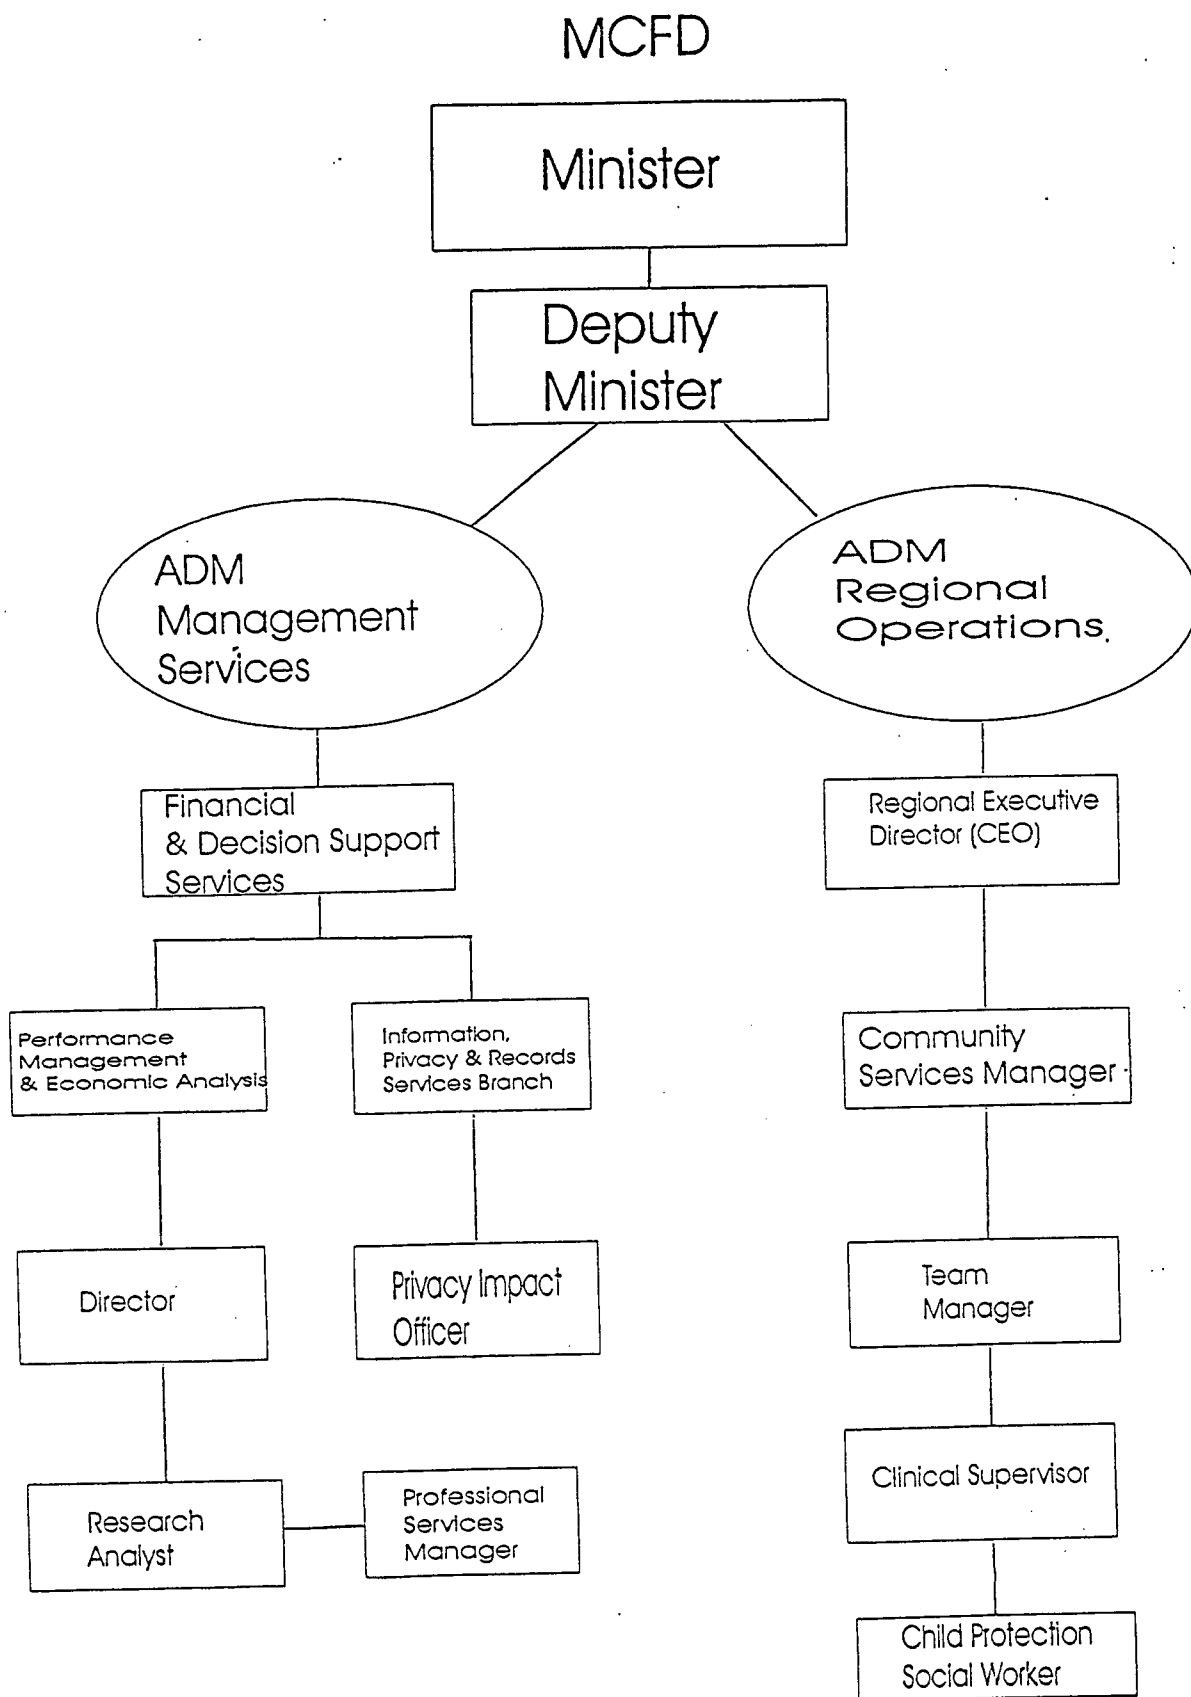 MCFD
Minister
Deputy
Minister
ADM
Management
Services
ADM
Regional
Operations.
Financial
& Decision Support
Services
Regional Executive
Director (CEO)
Performance
Management
& Economic Analysis
Information,
Privacy & Records
Services Branch
Community
Services Manager
Director
Privacy Impact
Officer
Team
Manager
Clinical Supervisor
Research
Analyst
Professional
Services
Manager
Child Protection
Social Worker